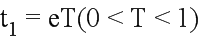 t₁ = eT(0 < T < 1)